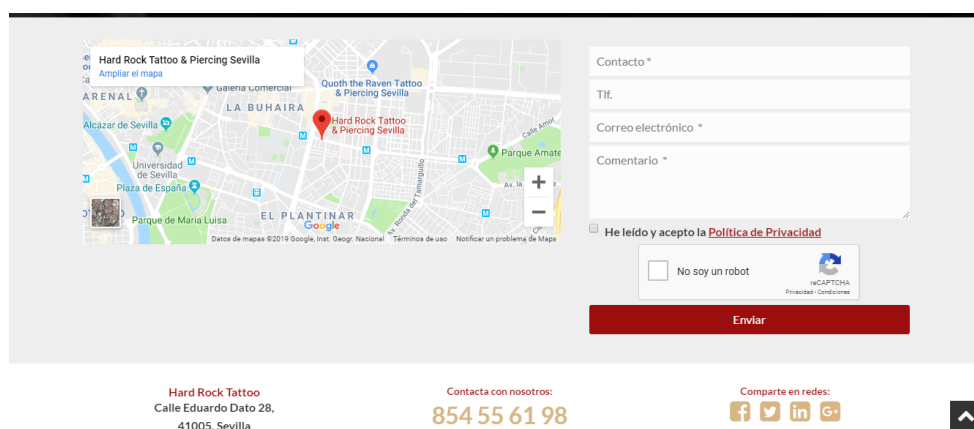 Hard Rock Tattoo & Piercing Sevilla
Ampliar el mapa
ARENAL
Galería Comercial
LA BUHAIRA
Quoth the Raven Tattoo
& Piercing Sevilla
Hard Rock Tattoo
& Piercing Sevilla
Alcázar de Sevilla
Calle Amor
Parque Amate
Universidad
de Sevilla
Plaza de España
Av. la
Av. Ronda del Tamarguillo
Parque de María Luisa
EL PLANTINAR
Google
Datos de mapas ©2019 Google, Inst. Geogr. Nacional
Términos de uso
Notificar un problema de Maps
Contacto *
Tlf.
Correo electrónico *
Comentario *
He leído y acepto la Política de Privacidad
No soy un robot
reCAPTCHA
Privacidad - Condiciones
Enviar
Hard Rock Tattoo
Calle Eduardo Dato 28,
41005, Sevilla
Contacta con nosotros:
854 55 61 98
Comparte en redes: